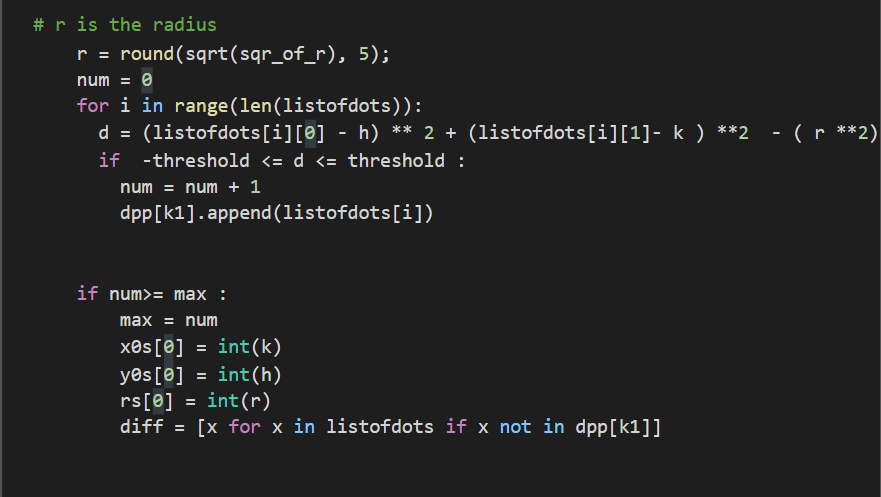 # r is the radius
r = round(sqrt(sqr_of_r), 5);
num = 0
for i in range(len(listofdots)):
d = (listofdots[i][0] - h) ** 2 + (listofdots[i][1]- k ) **2  - ( r **2)
if  -threshold <= d <= threshold :
num = num + 1
dpp[k1].append(listofdots[i])
if num>= max :
max = num
x0s[0] = int(k)
y0s[0] = int(h)
rs[0] = int(r)
diff = [x for x in listofdots if x not in dpp[k1]]